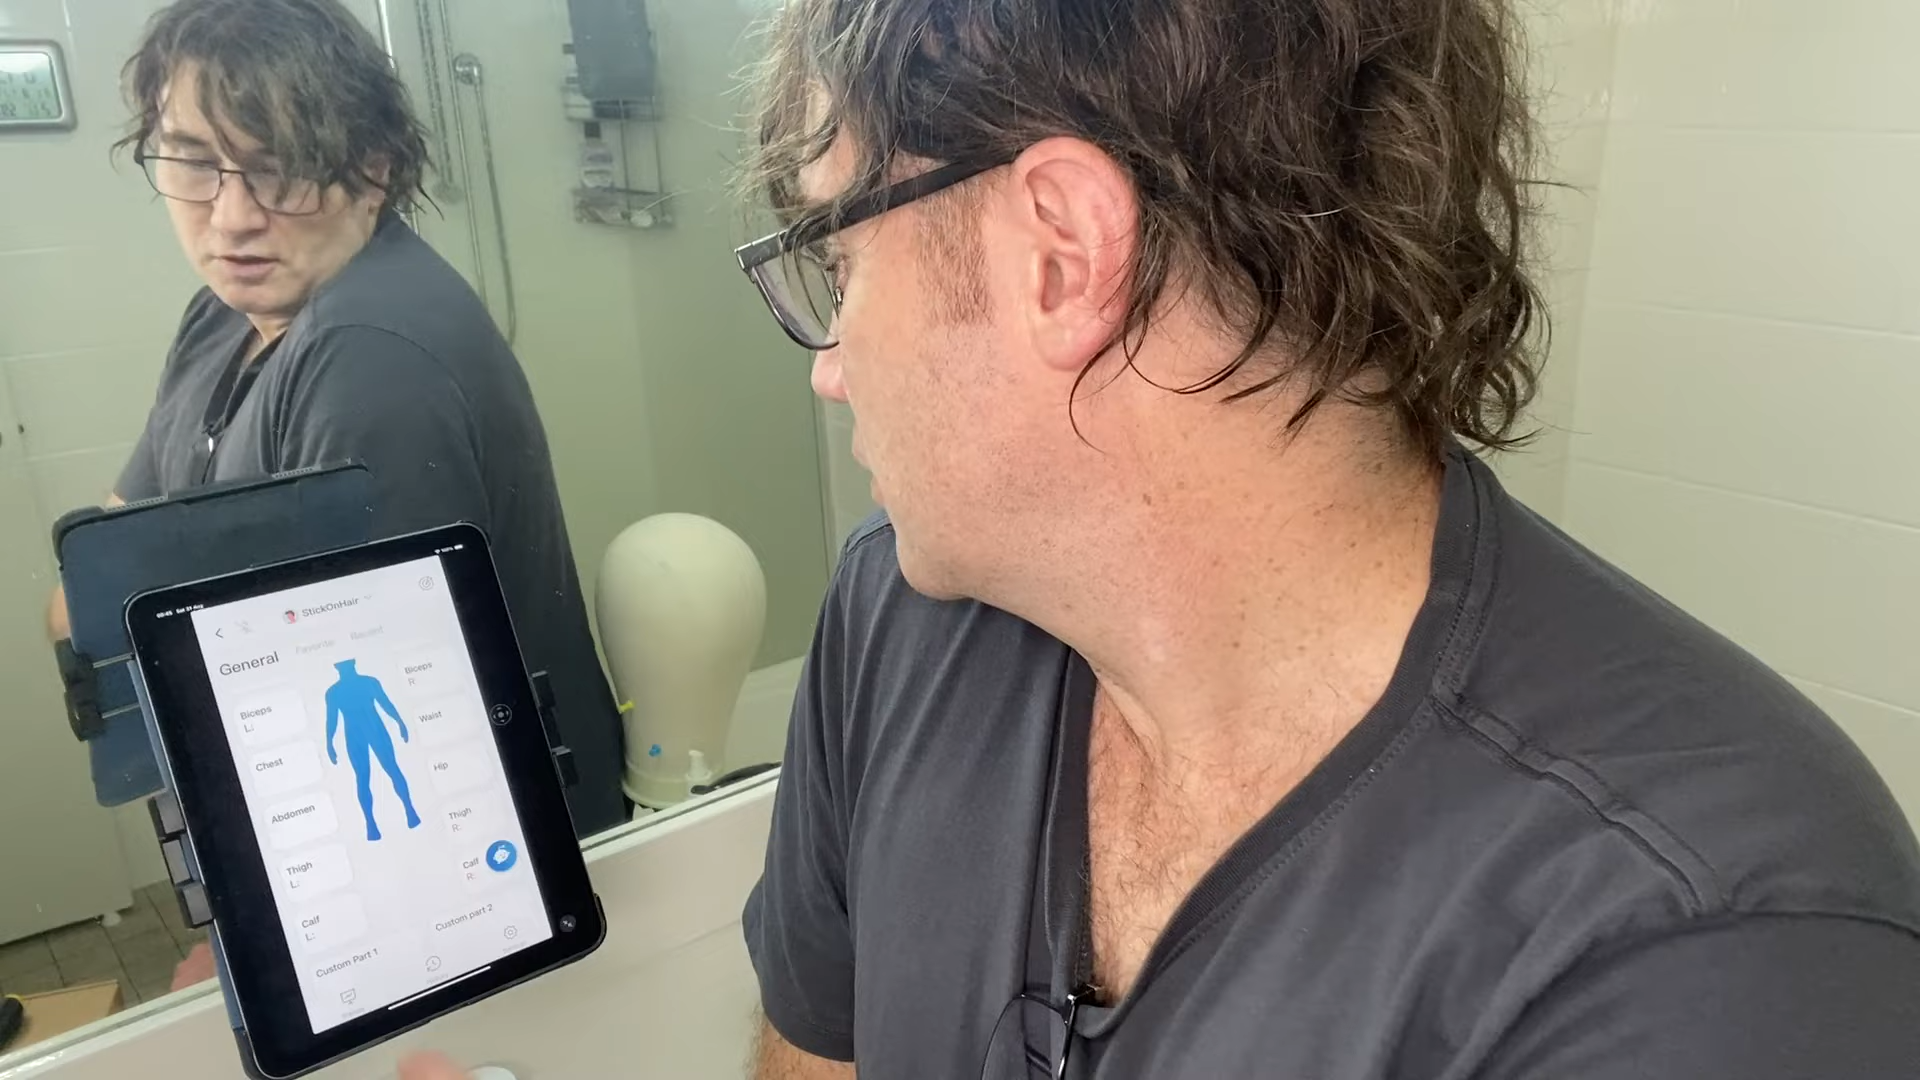 StickOnHair
General Favorite Recent
Biceps
L:
Chest
Abdomen
Thigh
L:
Calf
L:
Custom Part 1
Biceps
R:
Waist
Hip
Thigh
R:
Calf
R:
Custom part 2